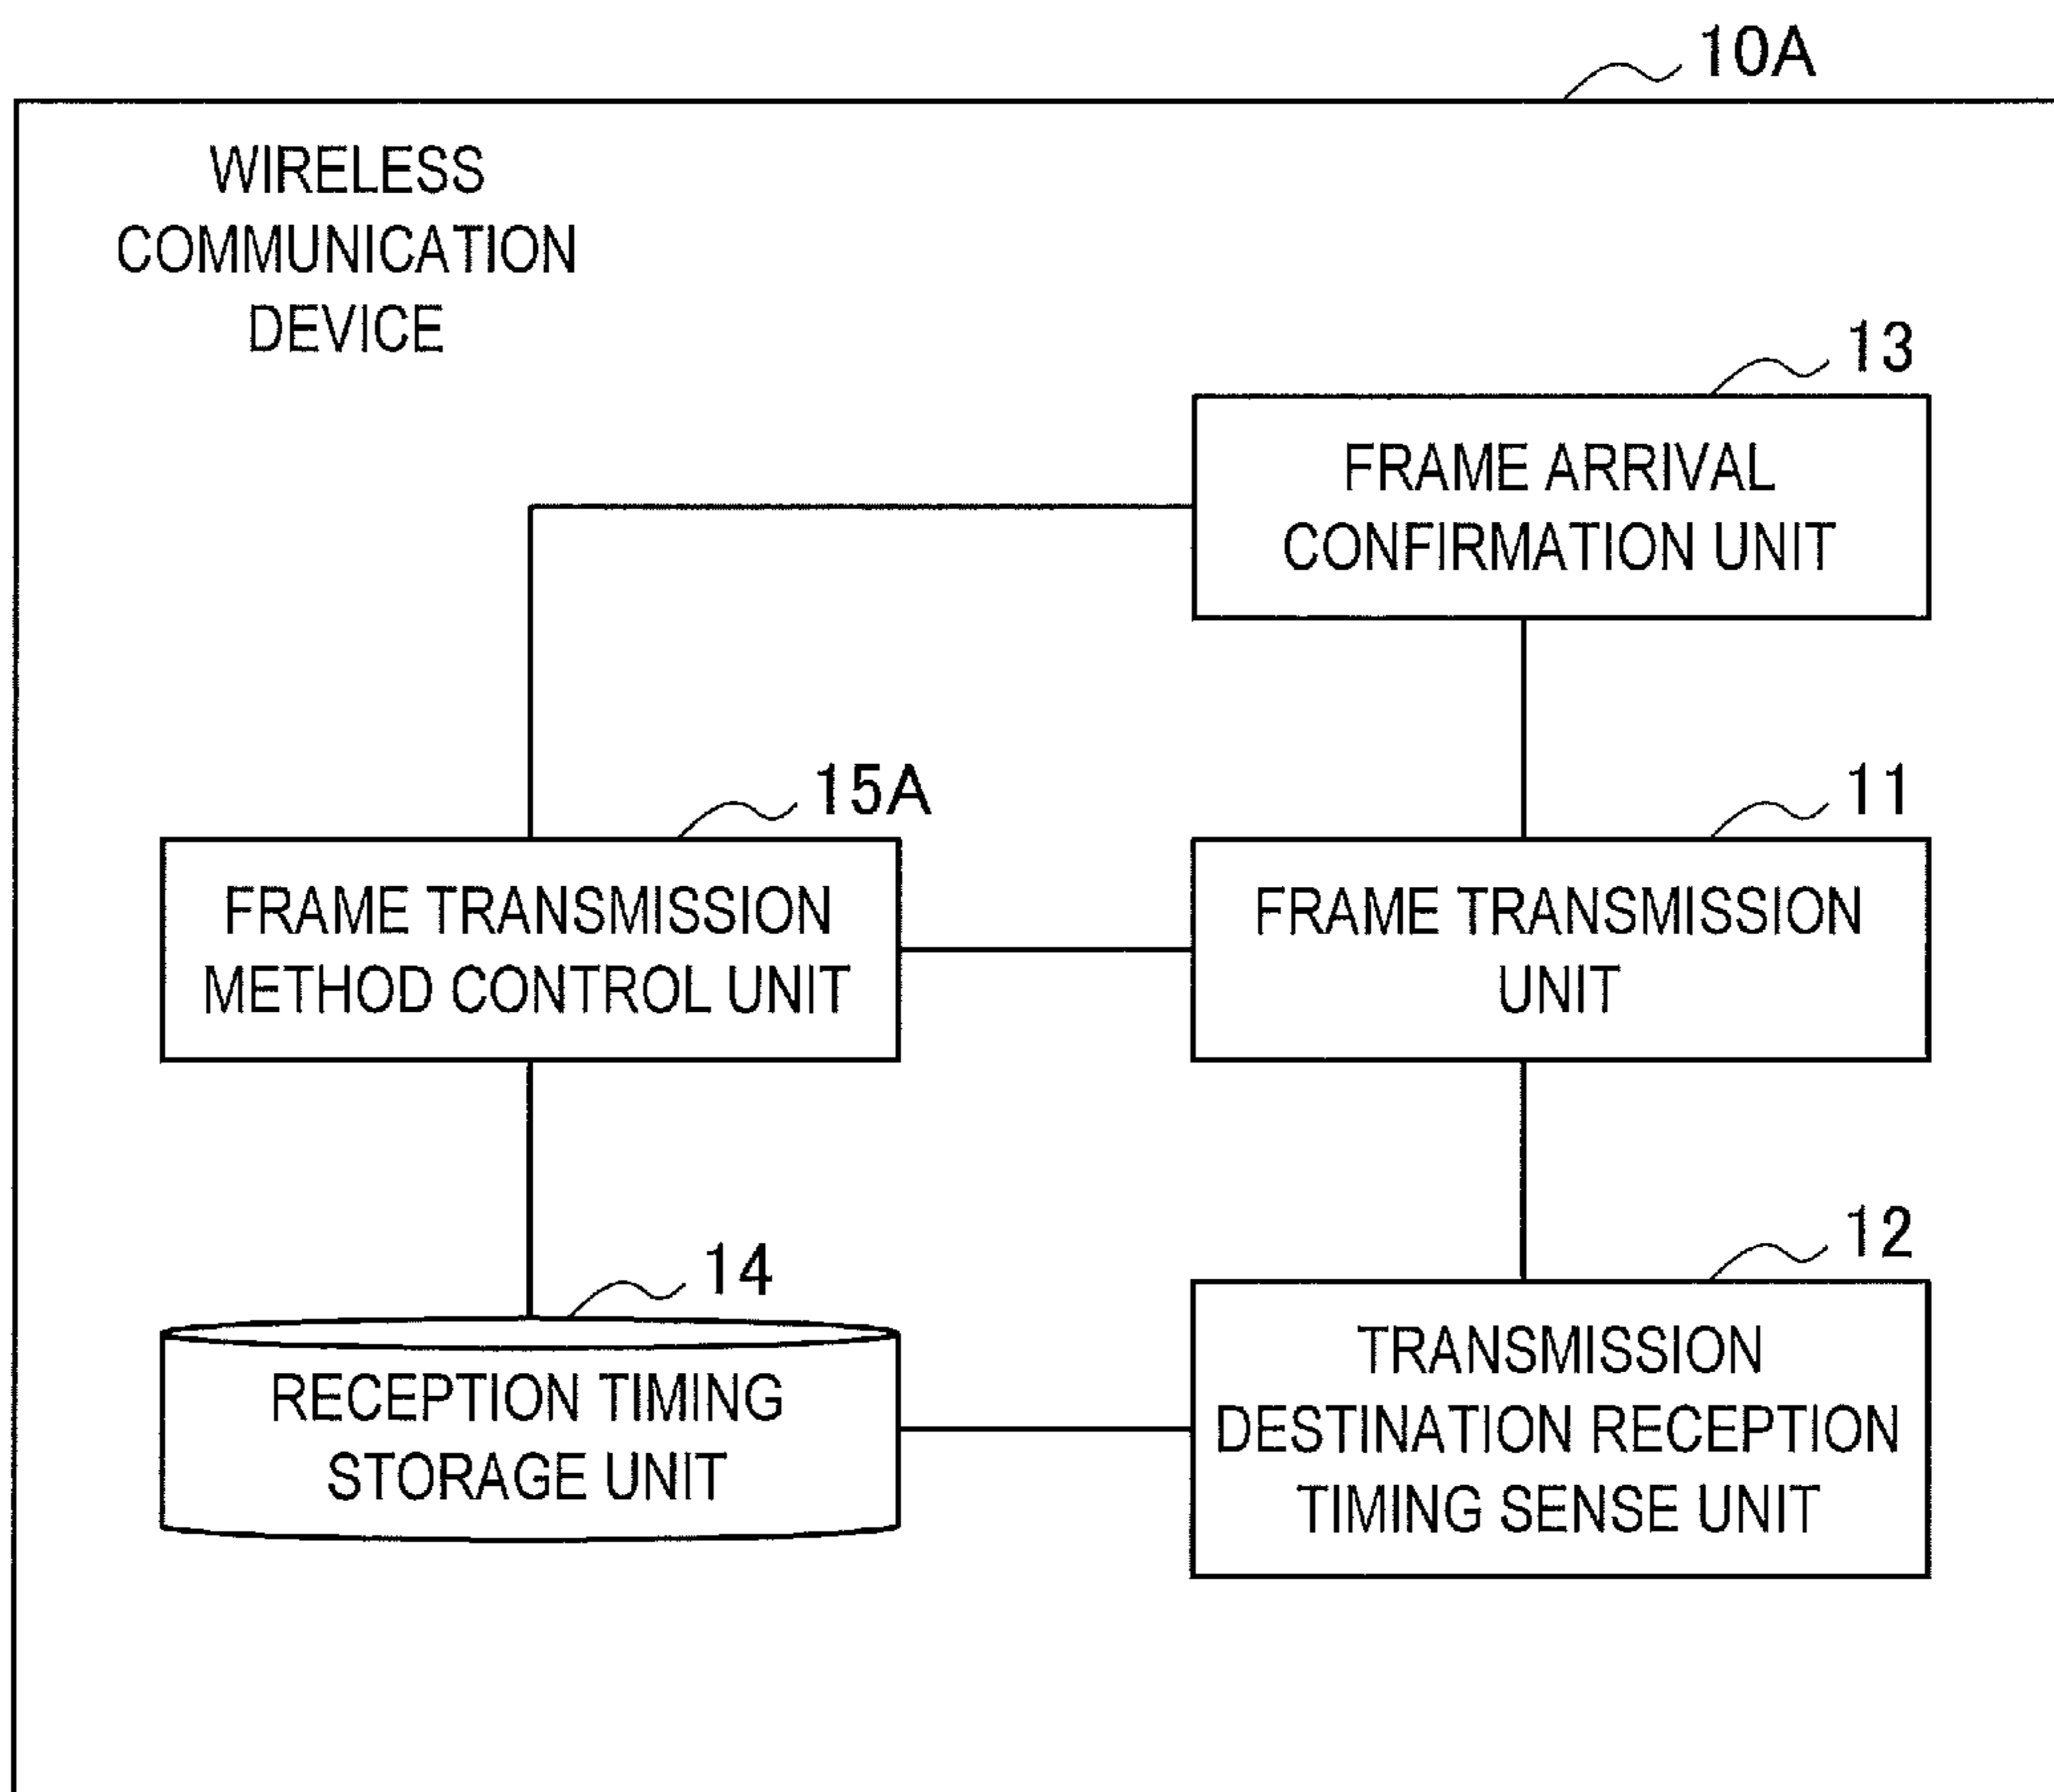 10A
WIRELESS
COMMUNICATION
DEVICE
13
FRAME ARRIVAL
CONFIRMATION UNIT
15A
FRAME TRANSMISSION
METHOD CONTROL UNIT
11
FRAME TRANSMISSION
UNIT
14
RECEPTION TIMING
STORAGE UNIT
12
TRANSMISSION
DESTINATION RECEPTION
TIMING SENSE UNIT